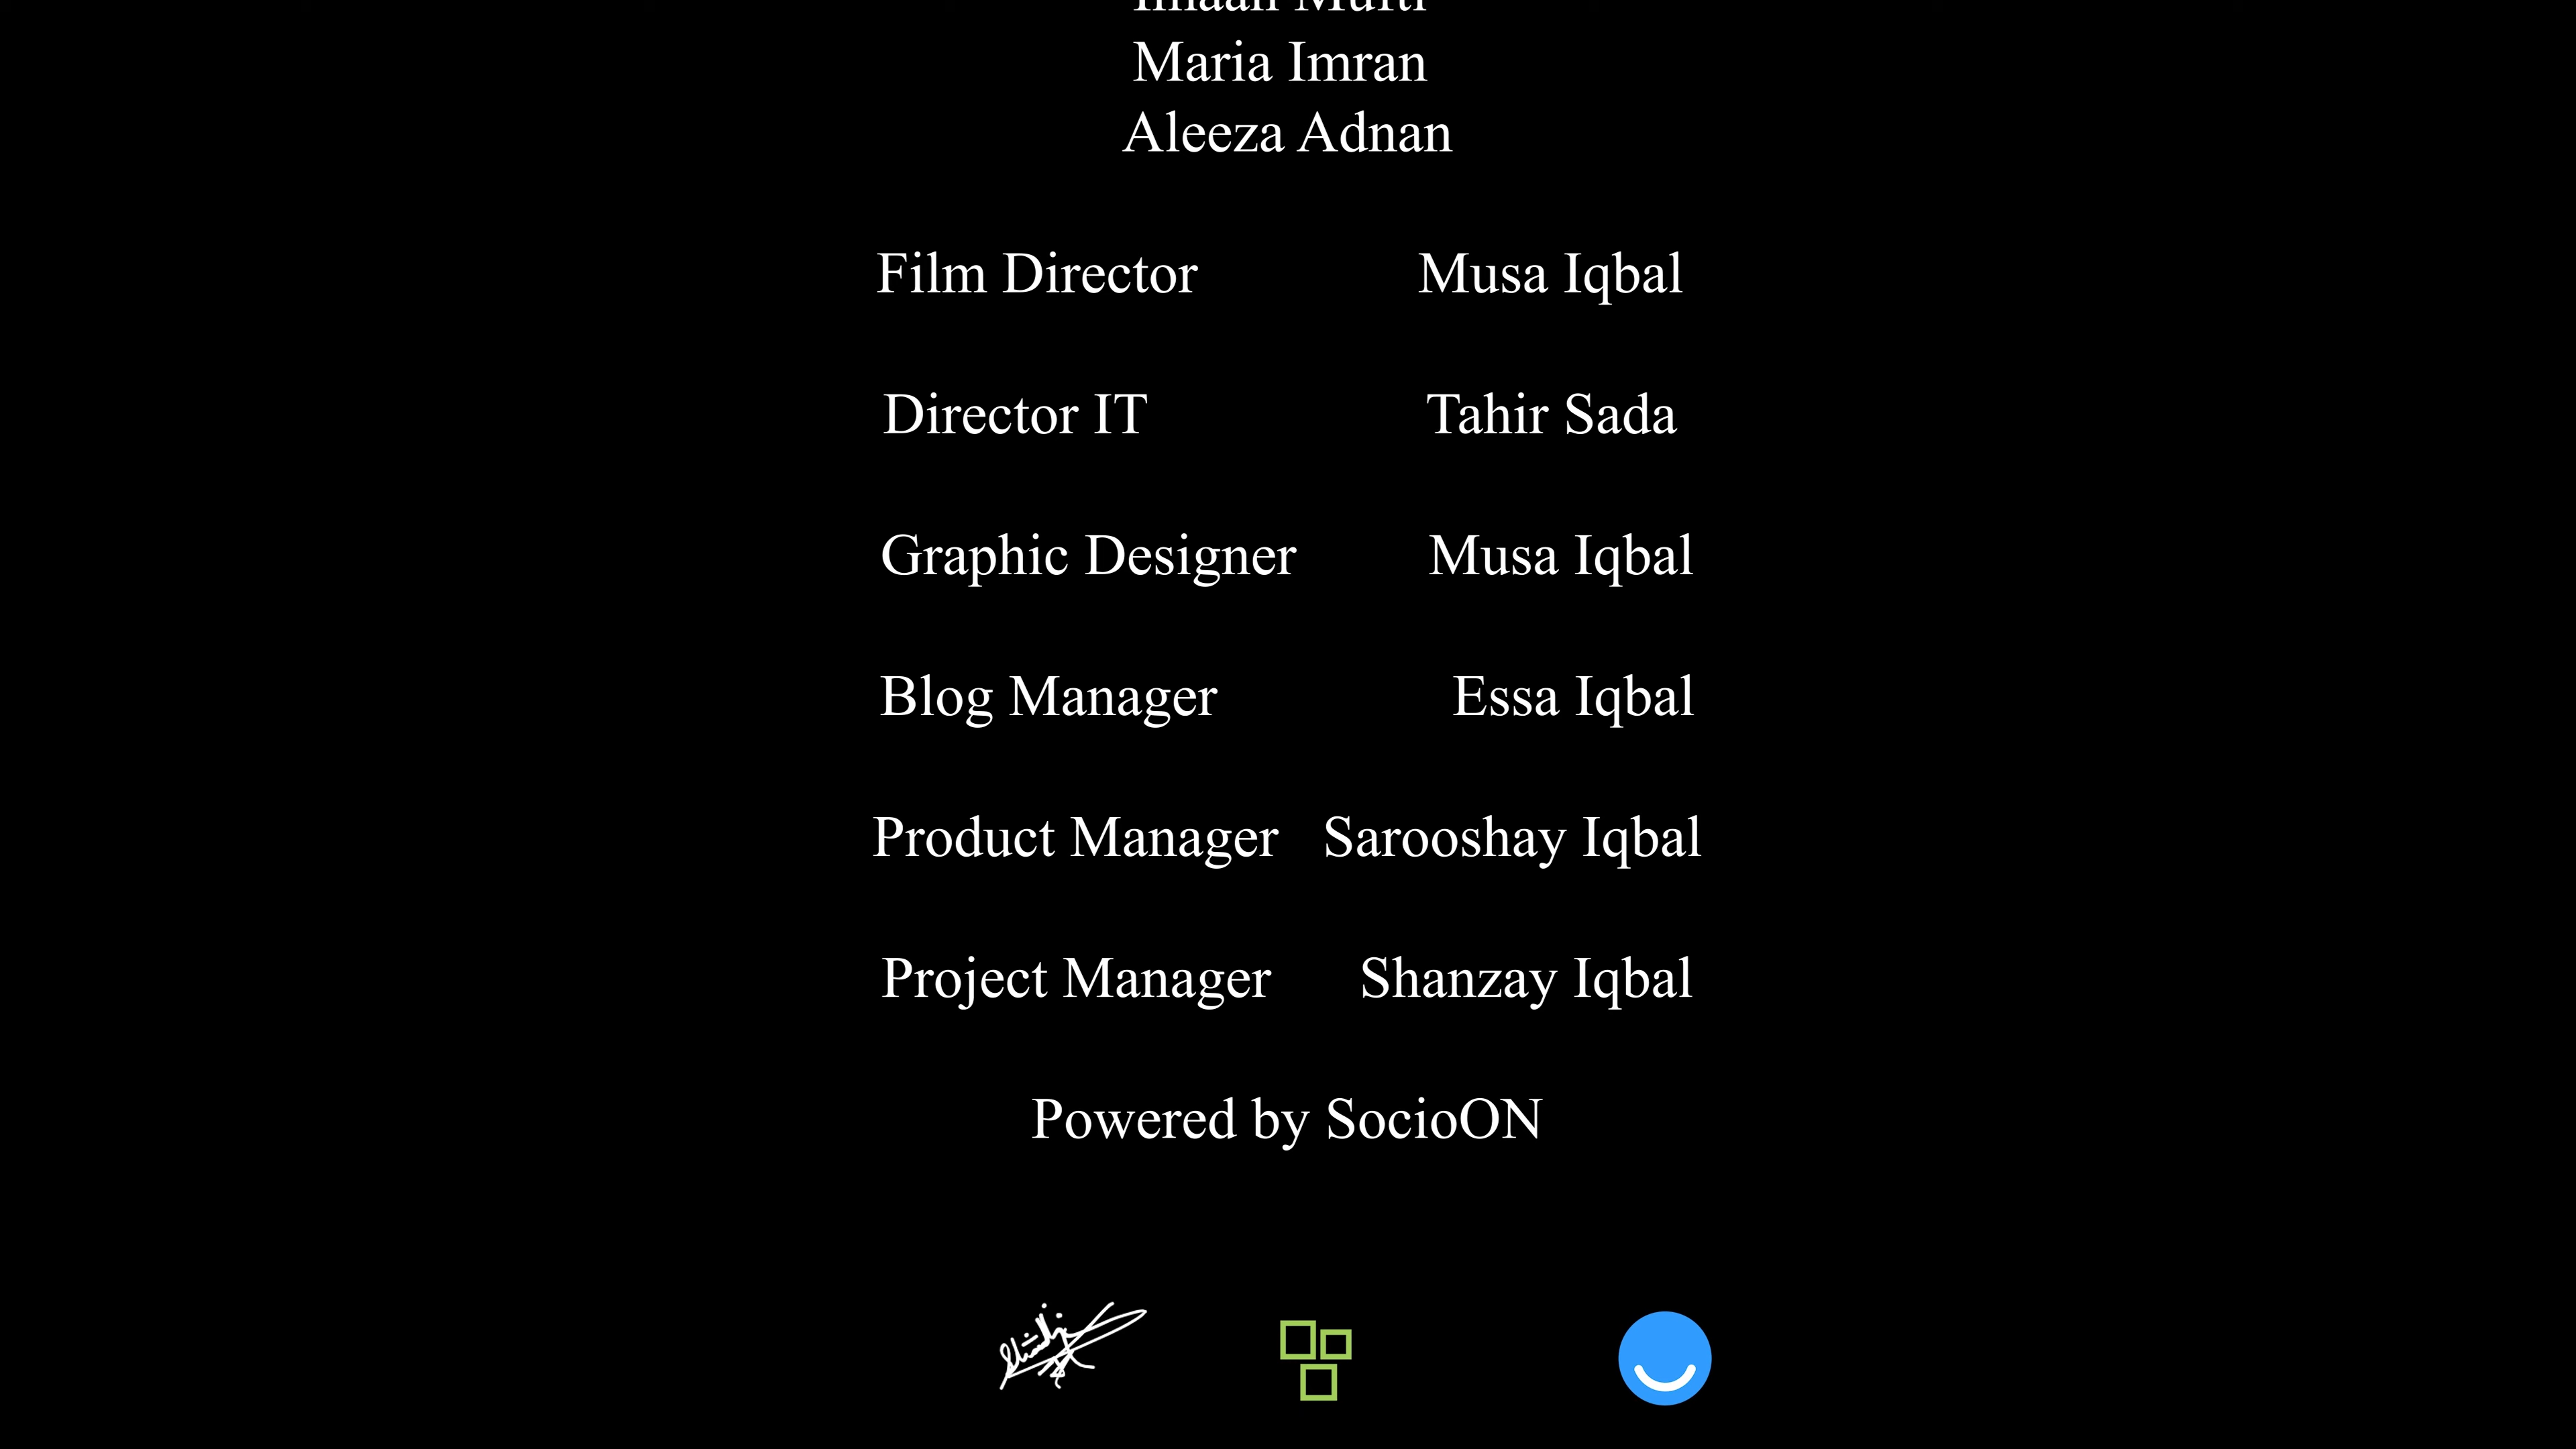 Maria Imran
Aleeza Adnan
Film Director Musa Iqbal
Director IT Tahir Sada
Graphic Designer Musa Iqbal
Blog Manager Essa Iqbal
Product Manager Sarooshay Iqbal
Project Manager Shanzay Iqbal
Powered by SocioON